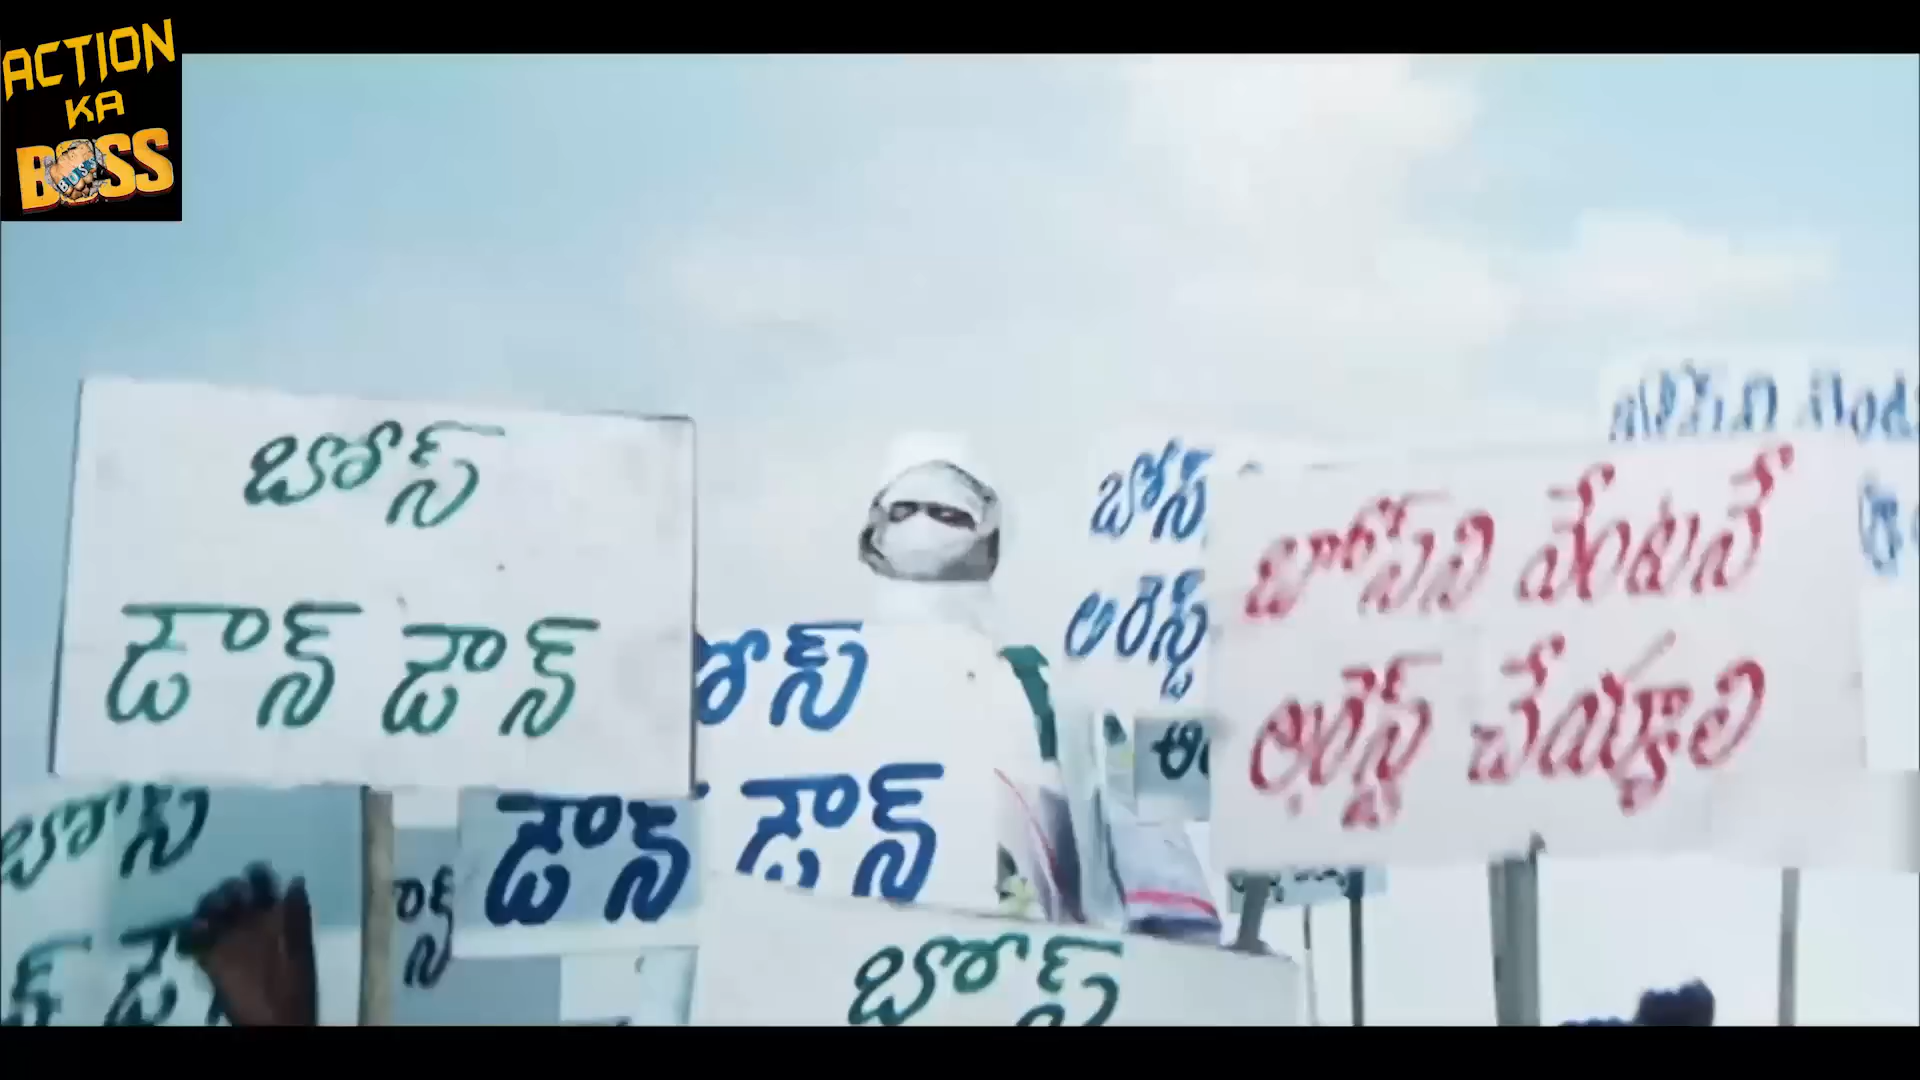 ACTION
KA
BOSS
బోస్
డౌన్ డౌన్
బోస్
డౌన్ డౌన్
బోస్
అరెస్ట్
బోస్‌ని వెంటనే
అరెస్ట్ చేయ్యాలి
బోస్
బోస్